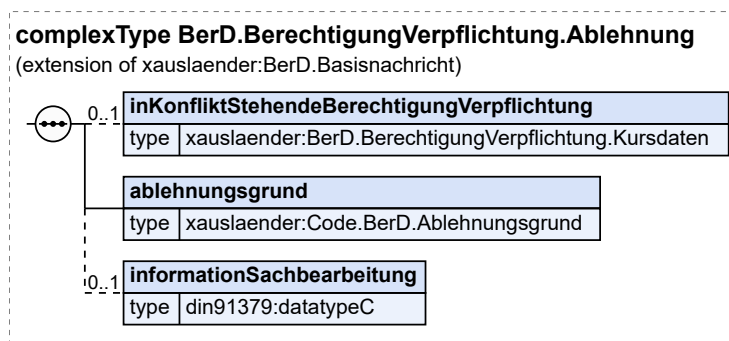 complexType BerD.BerechtigungVerpflichtung.Ablehnung
(extension of xauslaender:BerD.Basisnachricht)
0..1
inKonfliktStehendeBerechtigungVerpflichtung
type xauslaender:BerD.BerechtigungVerpflichtung.Kursdaten
ablehnungsgrund
type xauslaender:Code.BerD.Ablehnungsgrund
0..1
informationSachbearbeitung
type din91379:datatypeC